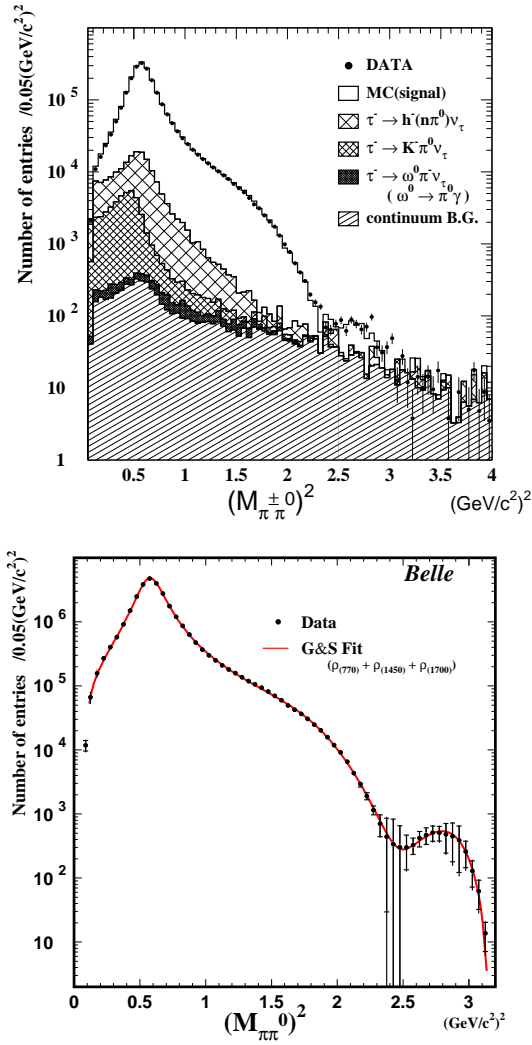 Number of entries /0.05(GeV/c²)²
10⁵
10⁴
10³
10²
10
1
DATA
MC(signal)
τ⁻→ h⁻(nπ⁰)ν_τ
τ⁻→ K⁻π⁰ν_τ
τ⁻→ ω⁰π⁻ν_τ
( ω⁰ → π⁰γ )
continuum B.G.
0.5 1 1.5 2 2.5 3 3.5 4
(M_π±π⁰)² (GeV/c²)²
Belle
Number of entries /0.05(GeV/c²)²
10⁶
10⁵
10⁴
10³
10²
10
Data
G&S Fit
(ρ(770) + ρ(1450) + ρ(1700))
0 0.5 1 1.5 2 2.5 3
(M_ππ⁰)² (GeV/c²)²